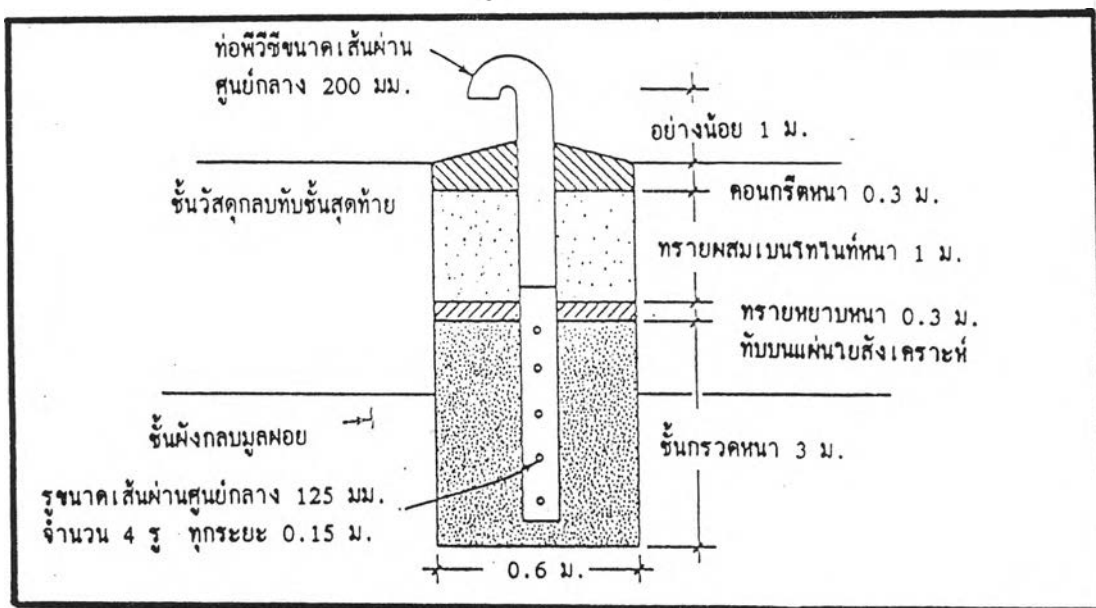 ท่อพีวีซีขนาดเส้นผ่าน
ศูนย์กลาง 200 มม.
อย่างน้อย 1 ม.
ชั้นวัสดุกลบทับชั้นสุดท้าย
คอนกรีตหนา 0.3 ม.
ทรายผสมเบนโทไนท์หนา 1 ม.
ทรายหยาบหนา 0.3 ม.
ทับบนแผ่นใยสังเคราะห์
ชั้นฝังกลบมูลฝอย
ชั้นกรวดหนา 3 ม.
รูขนาดเส้นผ่านศูนย์กลาง 125 มม.
จำนวน 4 รู ทุกระยะ 0.15 ม.
0.6 ม.